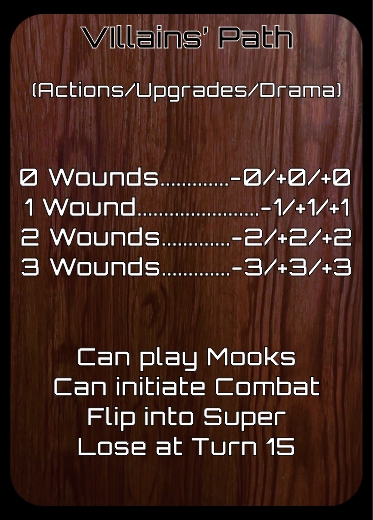 VIllains' Path
(Actions/Upgrades/Drama)
0 Wounds.............-0/+0/+0
1 Wound.......................-1/+1/+1
2 Wounds.............-2/+2/+2
3 Wounds.............-3/+3/+3
Can play Mooks
Can initiate Combat
Flip into Super
Lose at Turn 15